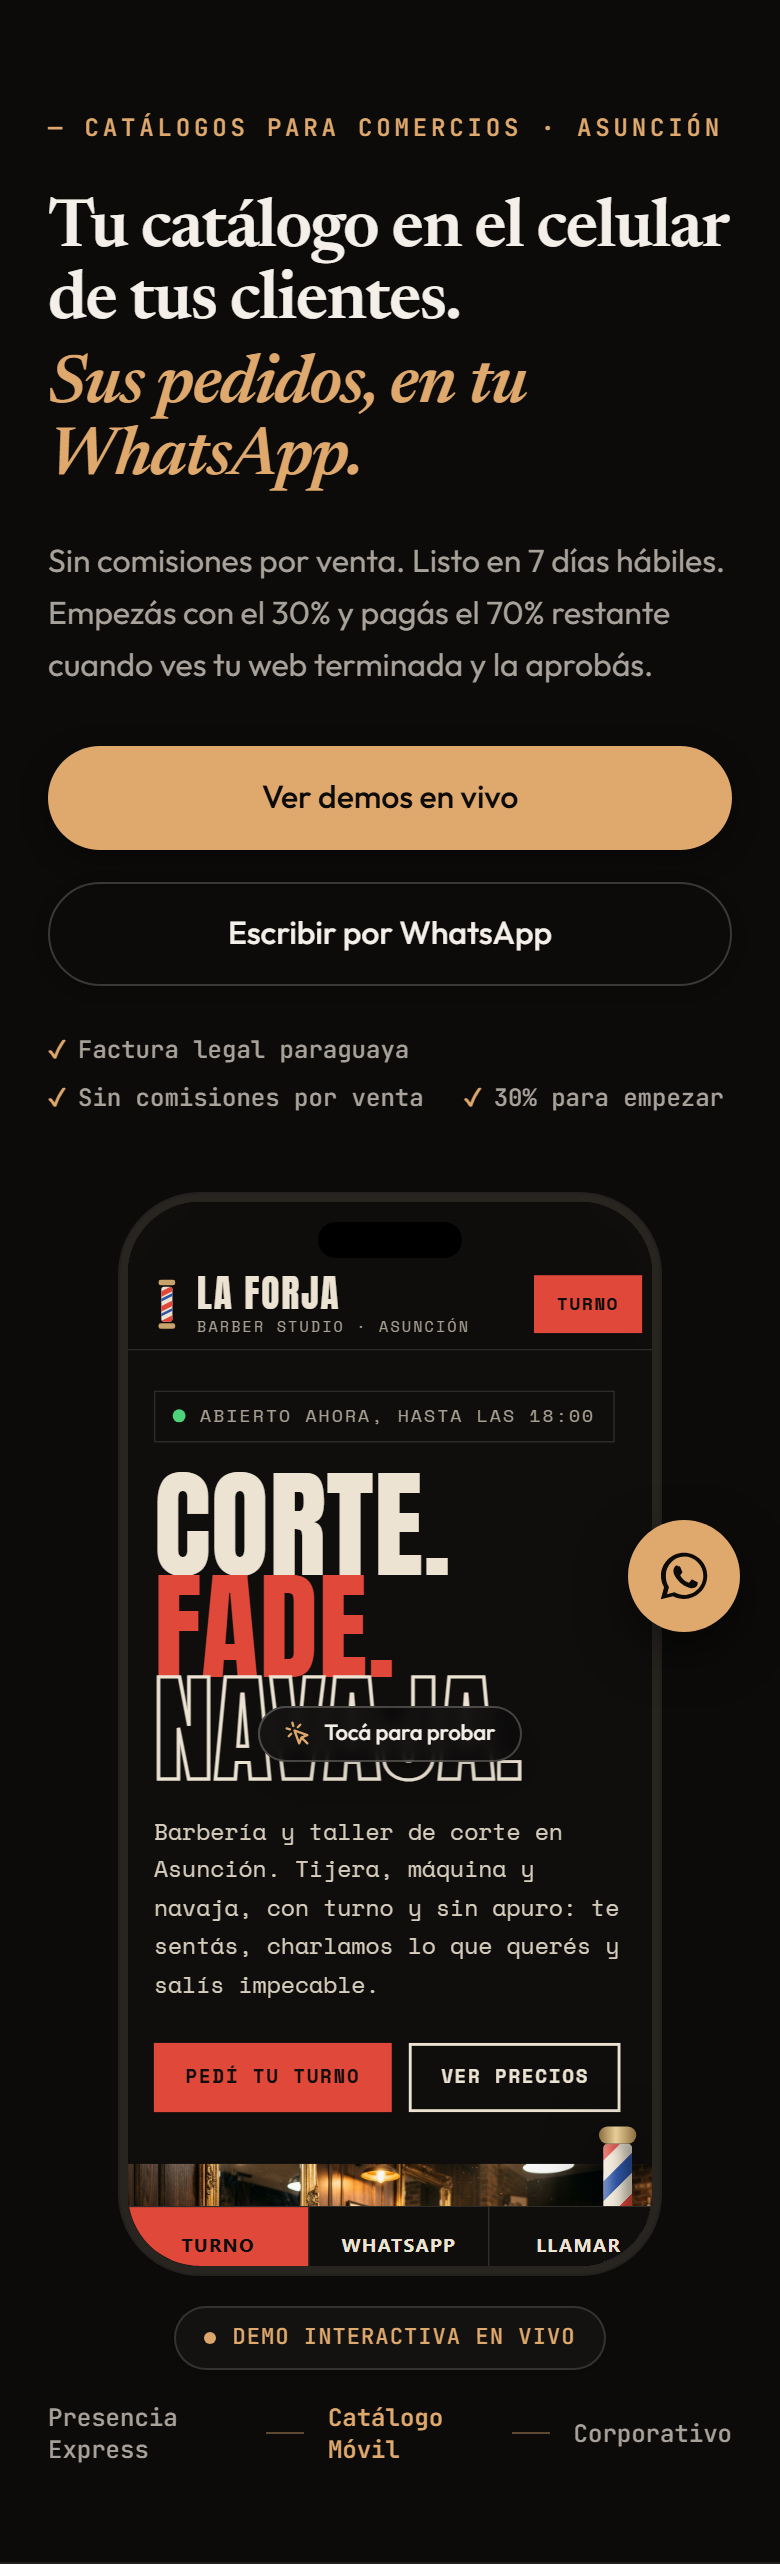 — CATÁLOGOS PARA COMERCIOS · ASUNCIÓN
Tu catálogo en el celular
de tus clientes.
Sus pedidos, en tu
WhatsApp.
Sin comisiones por venta. Listo en 7 días hábiles.
Empezás con el 30% y pagás el 70% restante
cuando ves tu web terminada y la aprobás.
Ver demos en vivo
Escribir por WhatsApp
✓ Factura legal paraguaya
✓ Sin comisiones por venta ✓ 30% para empezar
LA FORJA
BARBER STUDIO · ASUNCIÓN
TURNO
ABIERTO AHORA, HASTA LAS 18:00
CORTE.
FADE.
NAVAJA.
Tocá para probar
Barbería y taller de corte en
Asunción. Tijera, máquina y
navaja, con turno y sin apuro: te
sentás, charlamos lo que querés y
salís impecable.
PEDÍ TU TURNO
VER PRECIOS
TURNO
WHATSAPP
LLAMAR
DEMO INTERACTIVA EN VIVO
Presencia
Express
Catálogo
Móvil
Corporativo